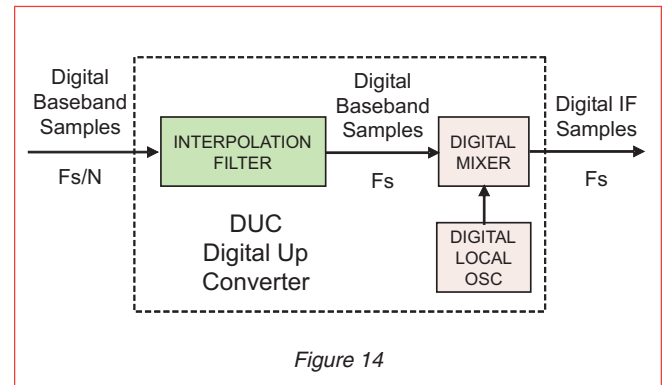 Digital
Baseband
Samples
Fs/N
INTERPOLATION
FILTER
Digital
Baseband
Samples
Fs
DIGITAL
MIXER
Digital IF
Samples
Fs
DUC
Digital Up
Converter
DIGITAL
LOCAL
OSC
Figure 14